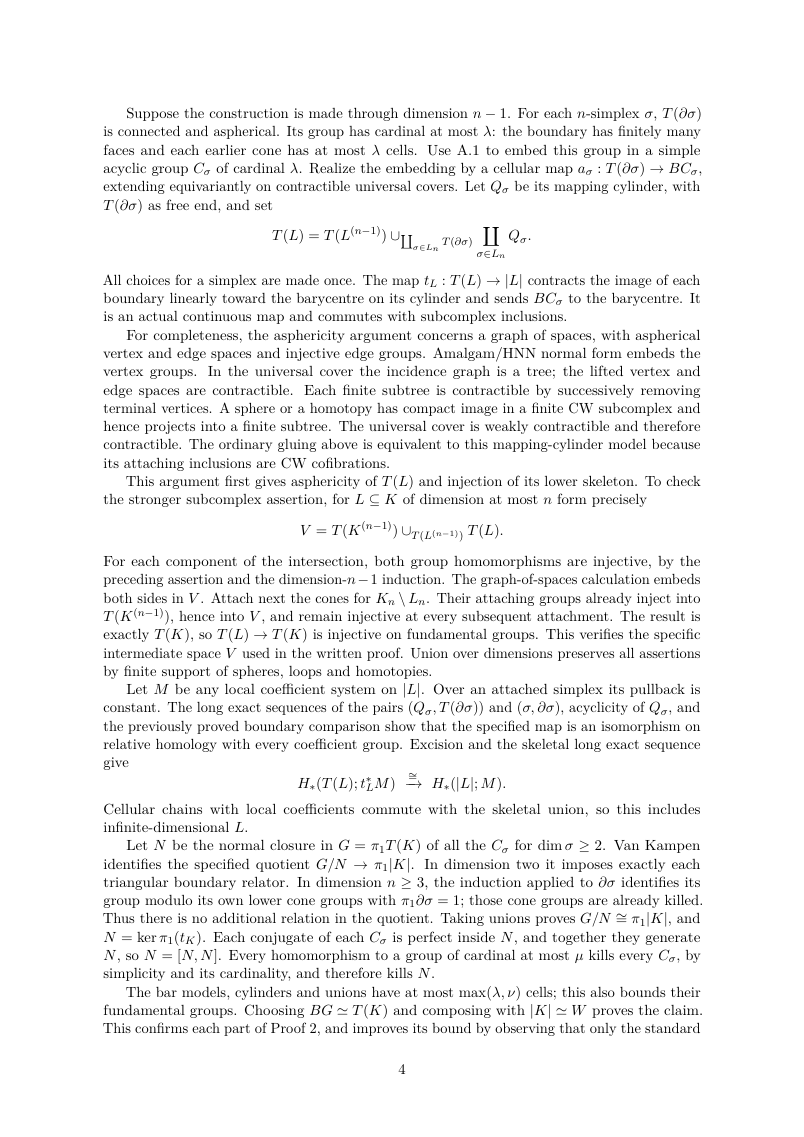 Suppose the construction is made through dimension n − 1. For each n-simplex σ, T(∂σ)
is connected and aspherical. Its group has cardinal at most λ: the boundary has finitely many
faces and each earlier cone has at most λ cells. Use A.1 to embed this group in a simple
acyclic group C_σ of cardinal λ. Realize the embedding by a cellular map a_σ : T(∂σ) → BC_σ,
extending equivariantly on contractible universal covers. Let Q_σ be its mapping cylinder, with
T(∂σ) as free end, and set
T(L) = T(L^{(n−1)}) ∪_{∐_{σ∈L_n} T(∂σ)} ∐_{σ∈L_n} Q_σ.
All choices for a simplex are made once. The map t_L : T(L) → |L| contracts the image of each
boundary linearly toward the barycentre on its cylinder and sends BC_σ to the barycentre. It
is an actual continuous map and commutes with subcomplex inclusions.
For completeness, the asphericity argument concerns a graph of spaces, with aspherical
vertex and edge spaces and injective edge groups. Amalgam/HNN normal form embeds the
vertex groups. In the universal cover the incidence graph is a tree; the lifted vertex and
edge spaces are contractible. Each finite subtree is contractible by successively removing
terminal vertices. A sphere or a homotopy has compact image in a finite CW subcomplex and
hence projects into a finite subtree. The universal cover is weakly contractible and therefore
contractible. The ordinary gluing above is equivalent to this mapping-cylinder model because
its attaching inclusions are CW cofibrations.
This argument first gives asphericity of T(L) and injection of its lower skeleton. To check
the stronger subcomplex assertion, for L ⊆ K of dimension at most n form precisely
V = T(K^{(n−1)}) ∪_{T(L^{(n−1)})} T(L).
For each component of the intersection, both group homomorphisms are injective, by the
preceding assertion and the dimension-n−1 induction. The graph-of-spaces calculation embeds
both sides in V. Attach next the cones for K_n \ L_n. Their attaching groups already inject into
T(K^{(n−1)}), hence into V, and remain injective at every subsequent attachment. The result is
exactly T(K), so T(L) → T(K) is injective on fundamental groups. This verifies the specific
intermediate space V used in the written proof. Union over dimensions preserves all assertions
by finite support of spheres, loops and homotopies.
Let M be any local coefficient system on |L|. Over an attached simplex its pullback is
constant. The long exact sequences of the pairs (Q_σ, T(∂σ)) and (σ, ∂σ), acyclicity of Q_σ, and
the previously proved boundary comparison show that the specified map is an isomorphism on
relative homology with every coefficient group. Excision and the skeletal long exact sequence
give
H_*(T(L); t_L^* M) ≅→ H_*(|L|; M).
Cellular chains with local coefficients commute with the skeletal union, so this includes
infinite-dimensional L.
Let N be the normal closure in G = π_1T(K) of all the C_σ for dim σ ≥ 2. Van Kampen
identifies the specified quotient G/N → π_1|K|. In dimension two it imposes exactly each
triangular boundary relator. In dimension n ≥ 3, the induction applied to ∂σ identifies its
group modulo its own lower cone groups with π_1∂σ = 1; those cone groups are already killed.
Thus there is no additional relation in the quotient. Taking unions proves G/N ≅ π_1|K|, and
N = ker π_1(t_K). Each conjugate of each C_σ is perfect inside N, and together they generate
N, so N = [N, N]. Every homomorphism to a group of cardinal at most μ kills every C_σ, by
simplicity and its cardinality, and therefore kills N.
The bar models, cylinders and unions have at most max(λ, ν) cells; this also bounds their
fundamental groups. Choosing BG ≃ T(K) and composing with |K| ≃ W proves the claim.
This confirms each part of Proof 2, and improves its bound by observing that only the standard
4